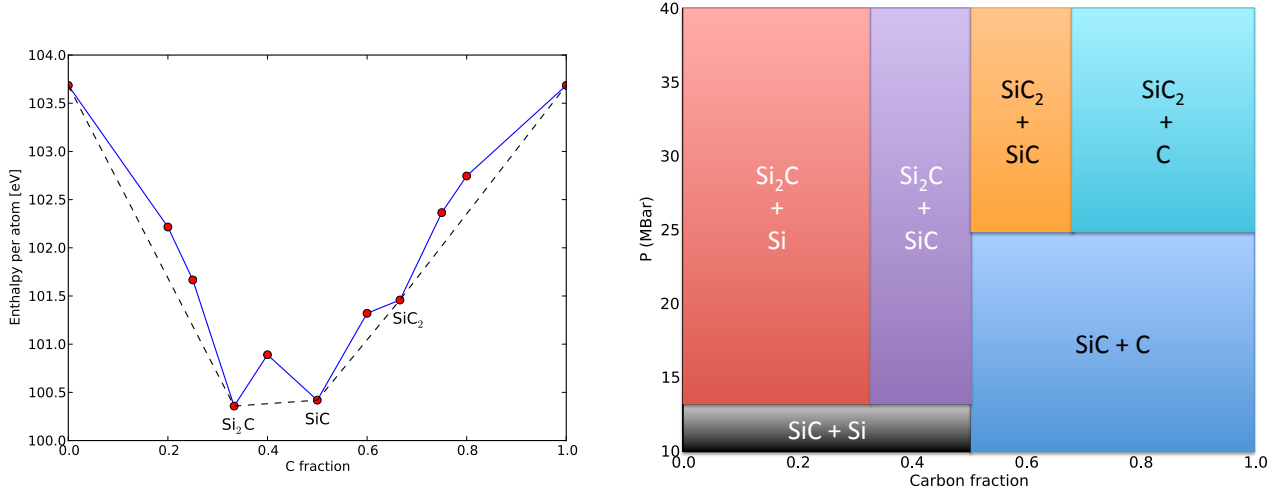 104.0
103.5
103.0
102.5
102.0
101.5
101.0
100.5
100.0
Enthalpy per atom [eV]
Si₂C
SiC
SiC₂
0.0 0.2 0.4 0.6 0.8 1.0
C fraction
40
35
30
25
20
15
10
P (MBar)
Si₂C
+
Si
Si₂C
+
SiC
SiC₂
+
SiC
SiC₂
+
C
SiC + C
SiC + Si
0.0 0.2 0.4 0.6 0.8 1.0
Carbon fraction